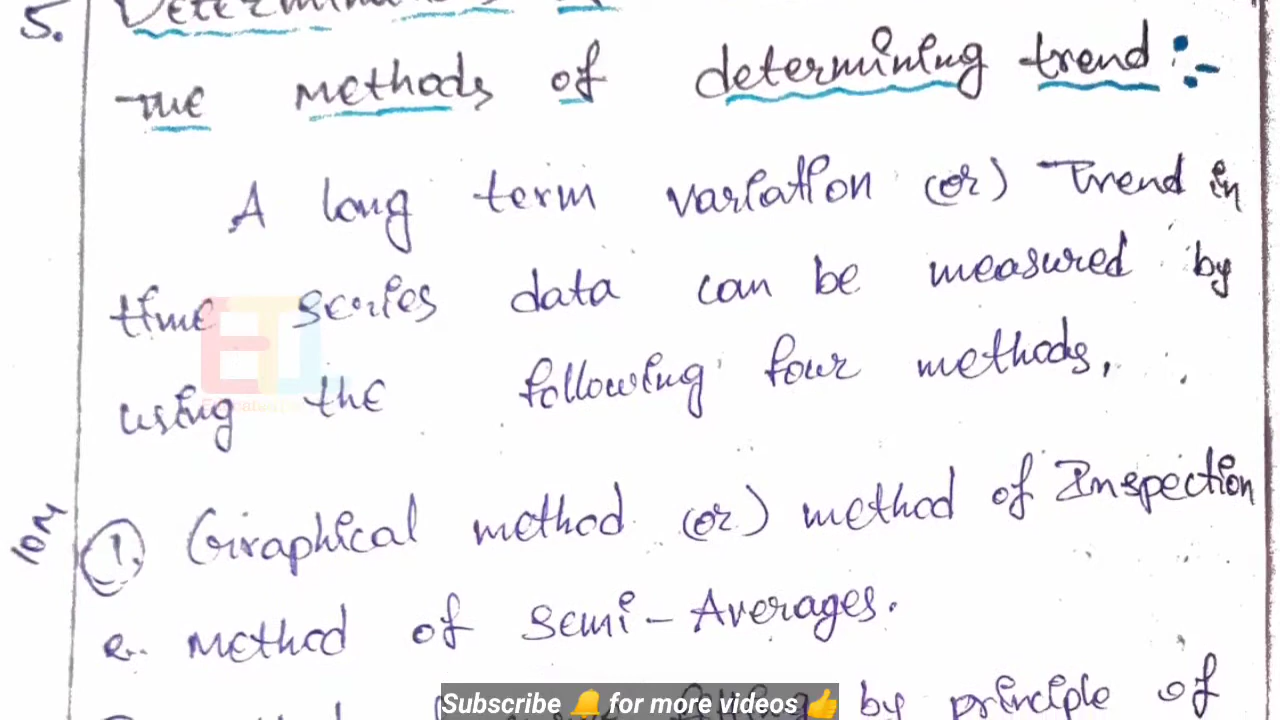 5.
The methods of determining trend :-
A long term variation (or) Trend in
time series data can be measured by
using the following four methods,
10M
1. Graphical method (or) method of Inspection
2. Method of Semi-Averages.
by principle of
Subscribe 🔔 for more videos 👍